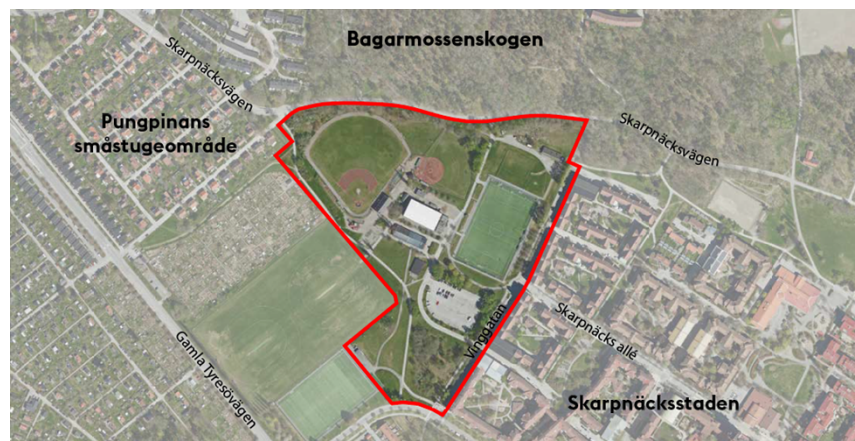 Bagarmossenskogen
Skarpnäcksvägen
Pungpinans
småstugeområde
Skarpnäcksvägen
Gamla Tyresövägen
Vinggatan
Skarpnäcks allé
Skarpnäcksstaden